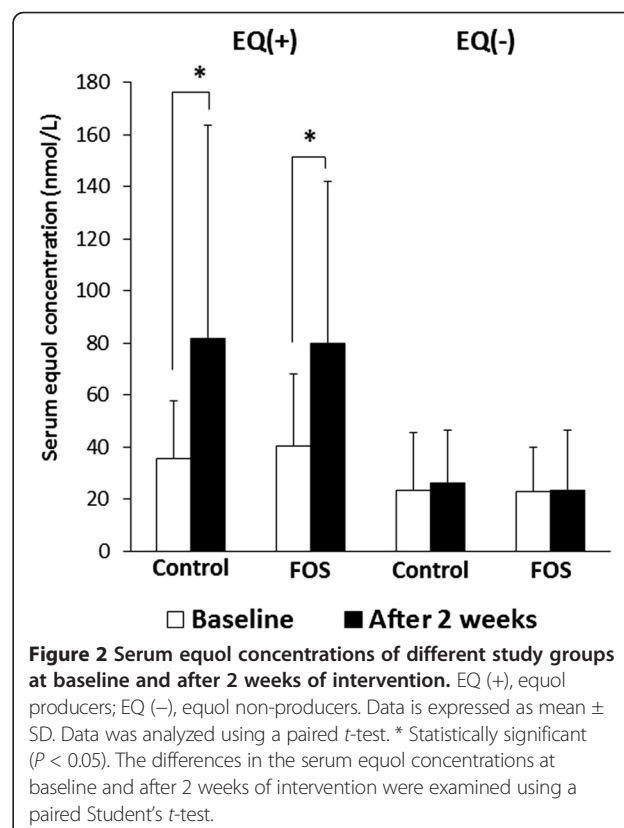 EQ(+) EQ(-)
* *
Serum equol concentration (nmol/L)
180
160
140
120
100
80
60
40
20
0
Control FOS Control FOS
□ Baseline ■ After 2 weeks
Figure 2 Serum equol concentrations of different study groups
at baseline and after 2 weeks of intervention. EQ (+), equol
producers; EQ (−), equol non-producers. Data is expressed as mean ±
SD. Data was analyzed using a paired t-test. * Statistically significant
(P < 0.05). The differences in the serum equol concentrations at
baseline and after 2 weeks of intervention were examined using a
paired Student's t-test.